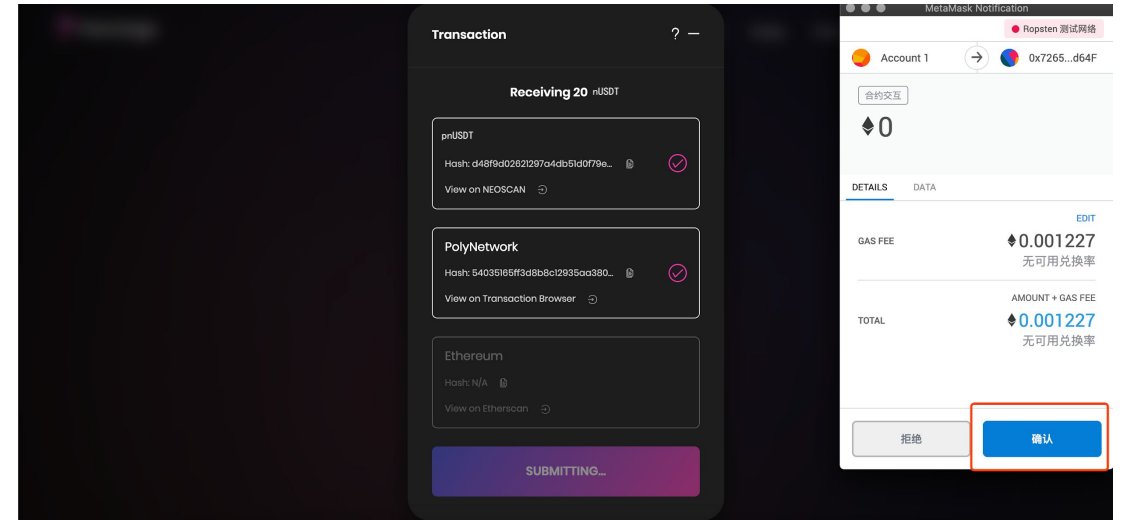 Transaction
? −
Receiving 20 nUSDT
pnUSDT
Hash: d48f9d02621297a4db51d0f79e...
View on NEOSCAN
PolyNetwork
Hash: 54035165ff3d8b8c12935aa380...
View on Transaction Browser
Ethereum
Hash: N/A
View on Etherscan
SUBMITTING...
MetaMask Notification
Ropsten 测试网络
Account 1
0x7265...d64F
合约交互
0
DETAILS DATA
EDIT
GAS FEE
0.001227
无可用兑换率
AMOUNT + GAS FEE
TOTAL
0.001227
无可用兑换率
拒绝
确认